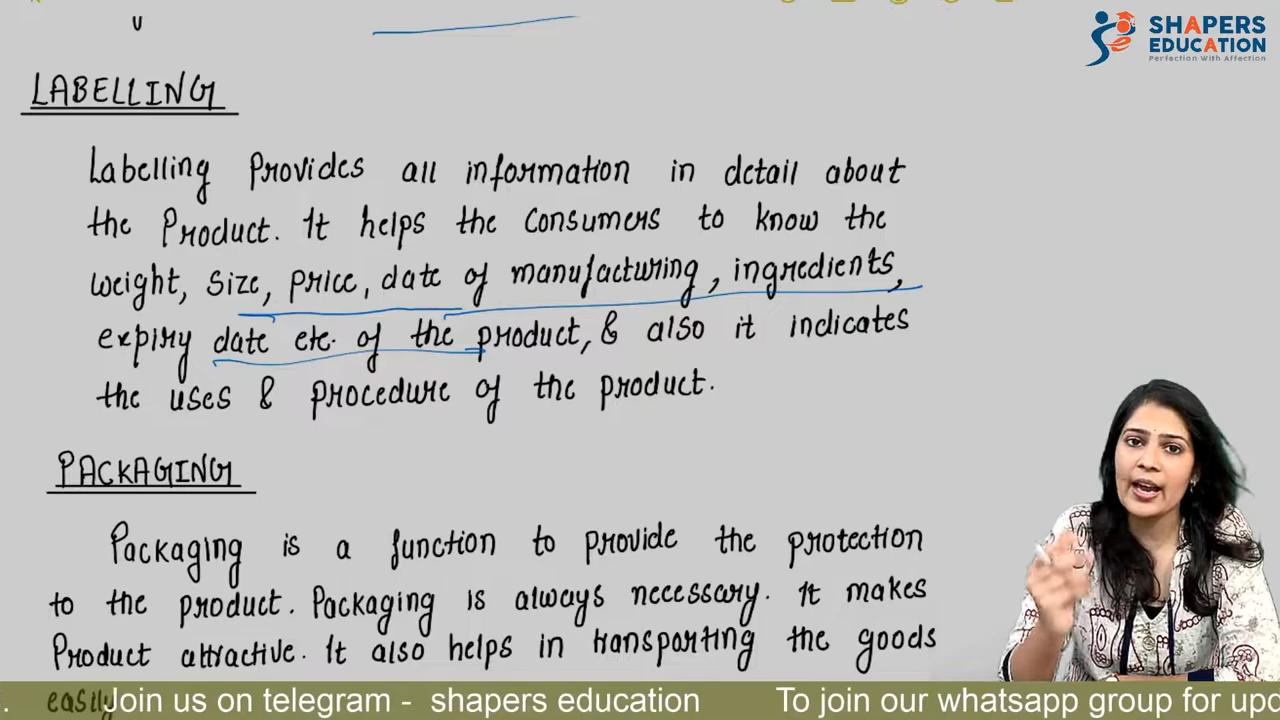 SHAPERS
EDUCATION
Perfection With Affection
LABELLING
Labelling Provides all information in detail about
the Product. It helps the Consumers to know the
weight, Size, price, date of manufacturing, ingredients,
expiry date etc. of the product, & also it indicates
the uses & procedure of the product.
PACKAGING
Packaging is a function to provide the protection
to the product. Packaging is always necessary. It makes
Product attractive. It also helps in transporting the goods
easily
. Join us on telegram - shapers education To join our whatsapp group for upd